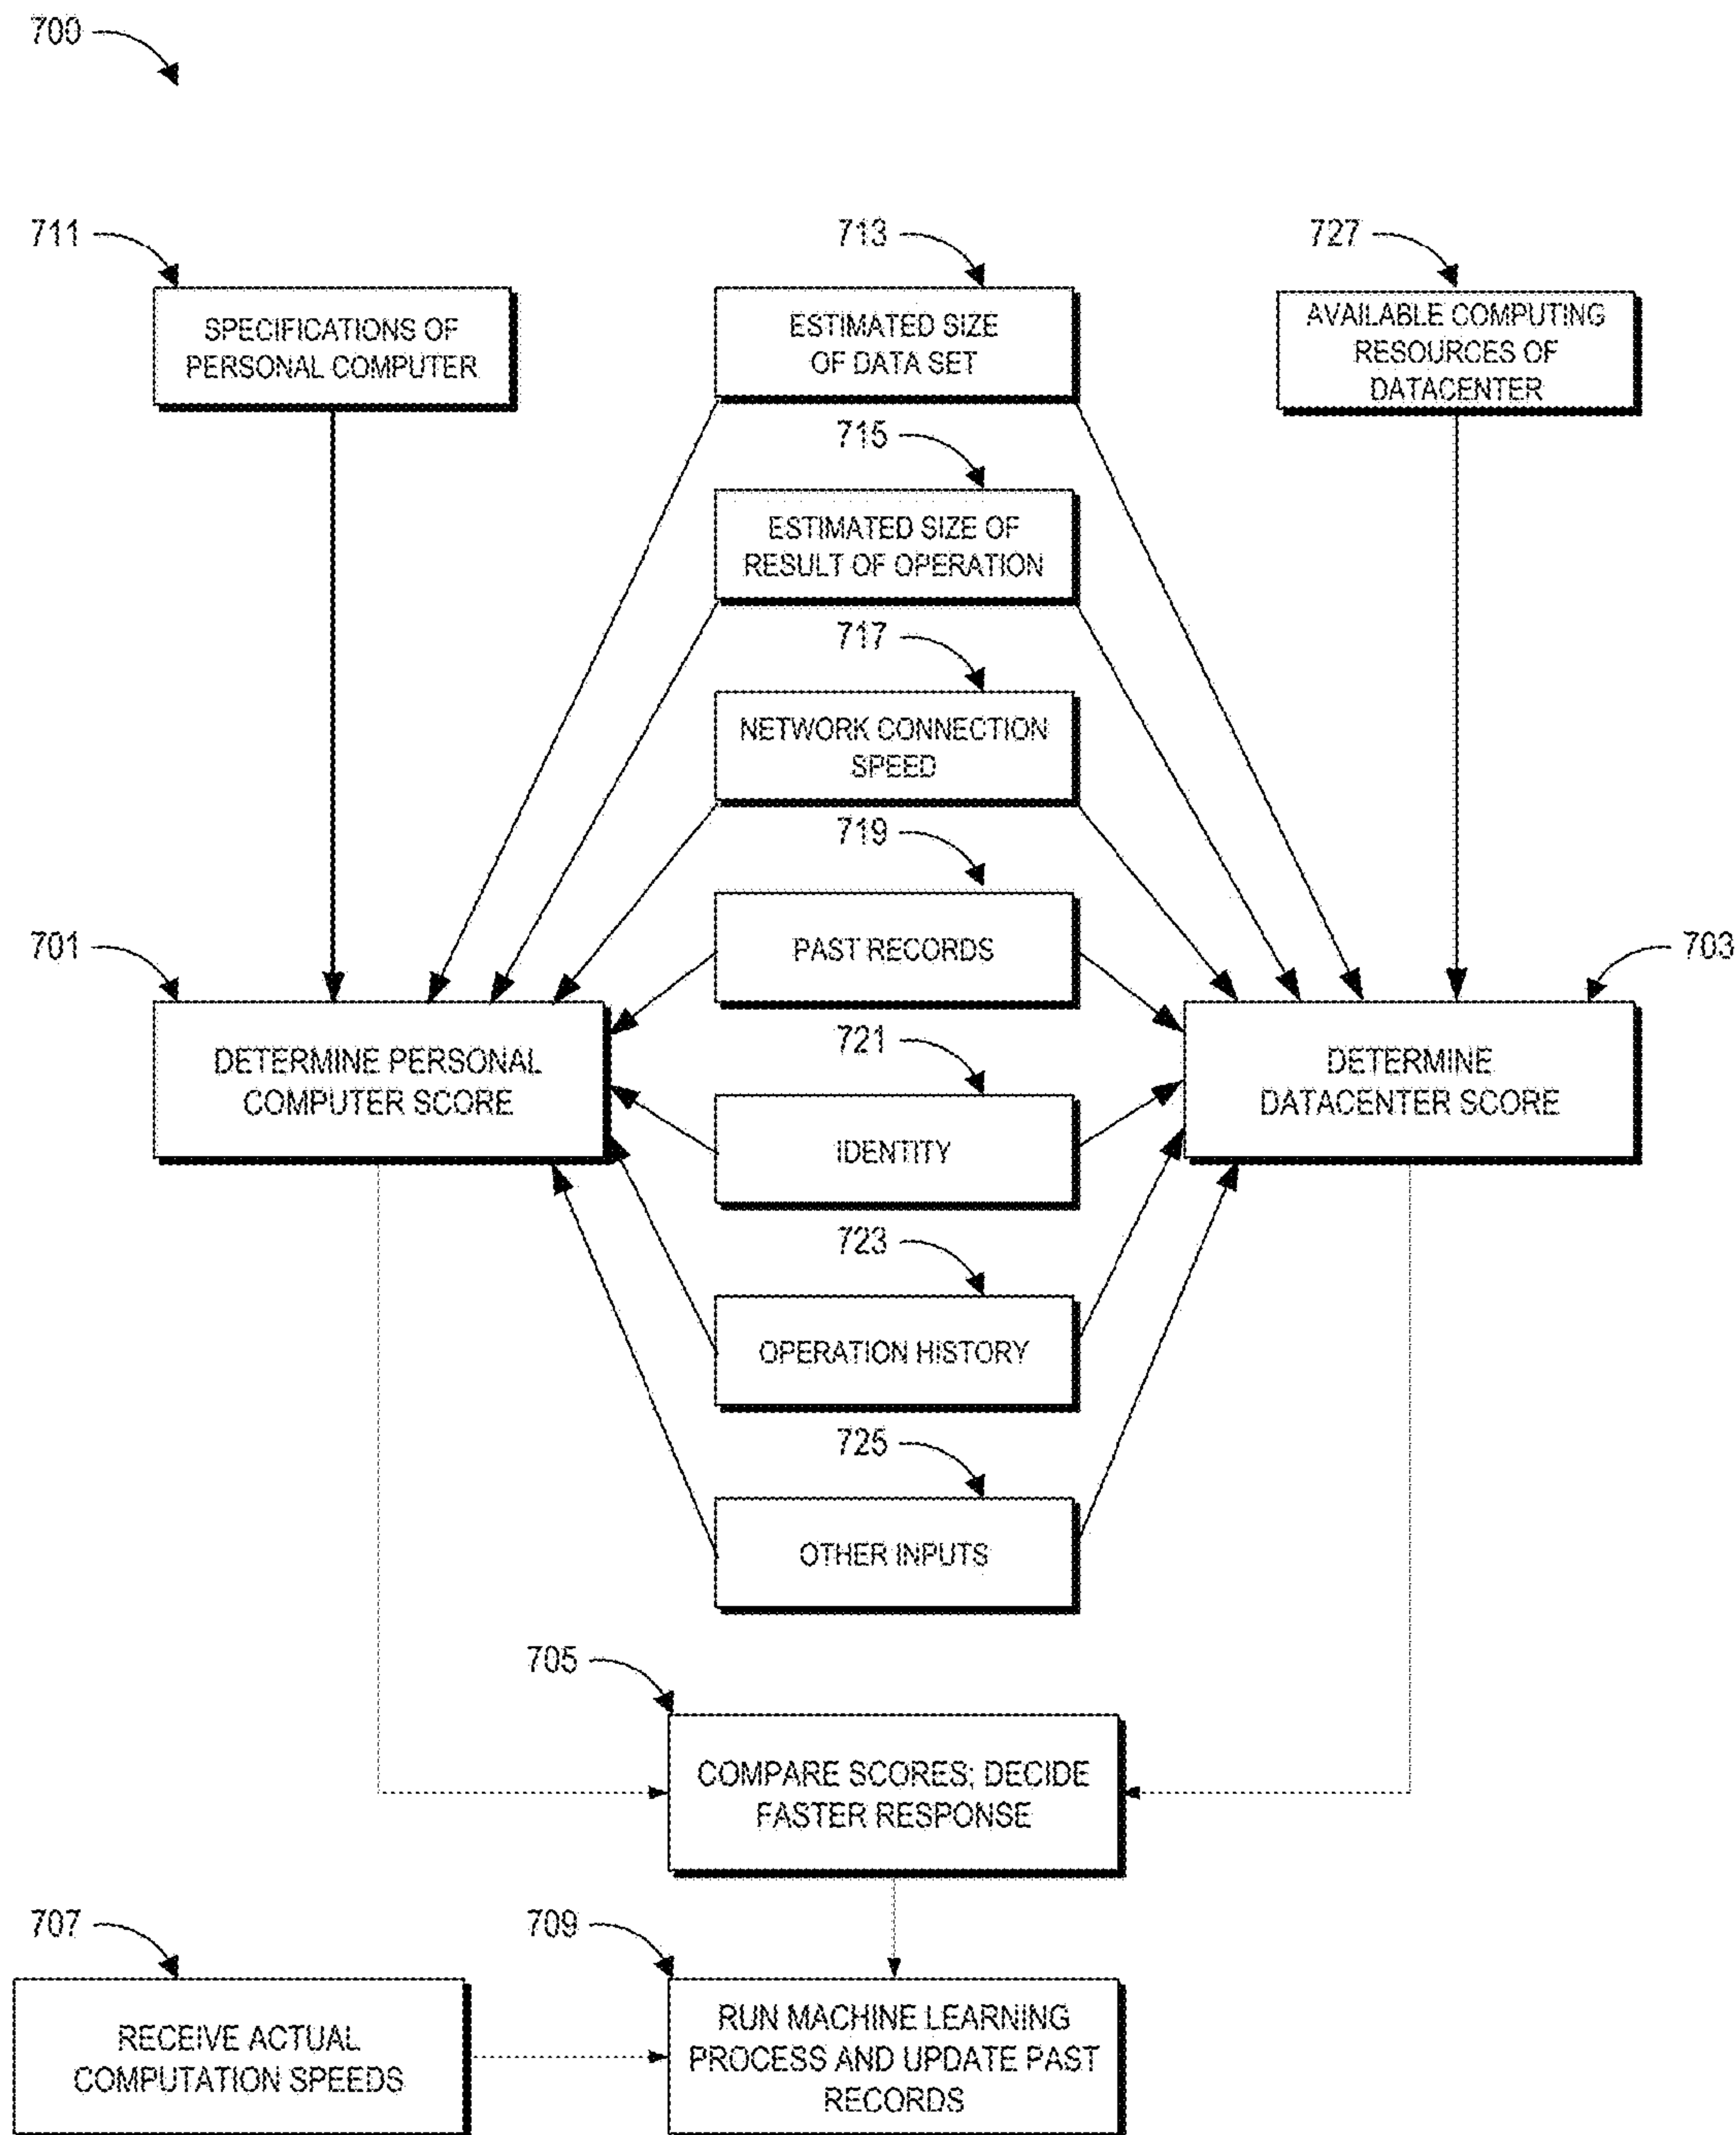 700
711
SPECIFICATIONS OF
PERSONAL COMPUTER
713
ESTIMATED SIZE
OF DATA SET
727
AVAILABLE COMPUTING
RESOURCES OF
DATACENTER
715
ESTIMATED SIZE OF
RESULT OF OPERATION
717
NETWORK CONNECTION
SPEED
719
PAST RECORDS
701
DETERMINE PERSONAL
COMPUTER SCORE
703
DETERMINE
DATACENTER SCORE
721
IDENTITY
723
OPERATION HISTORY
725
OTHER INPUTS
705
COMPARE SCORES; DECIDE
FASTER RESPONSE
707
RECEIVE ACTUAL
COMPUTATION SPEEDS
709
RUN MACHINE LEARNING
PROCESS AND UPDATE PAST
RECORDS